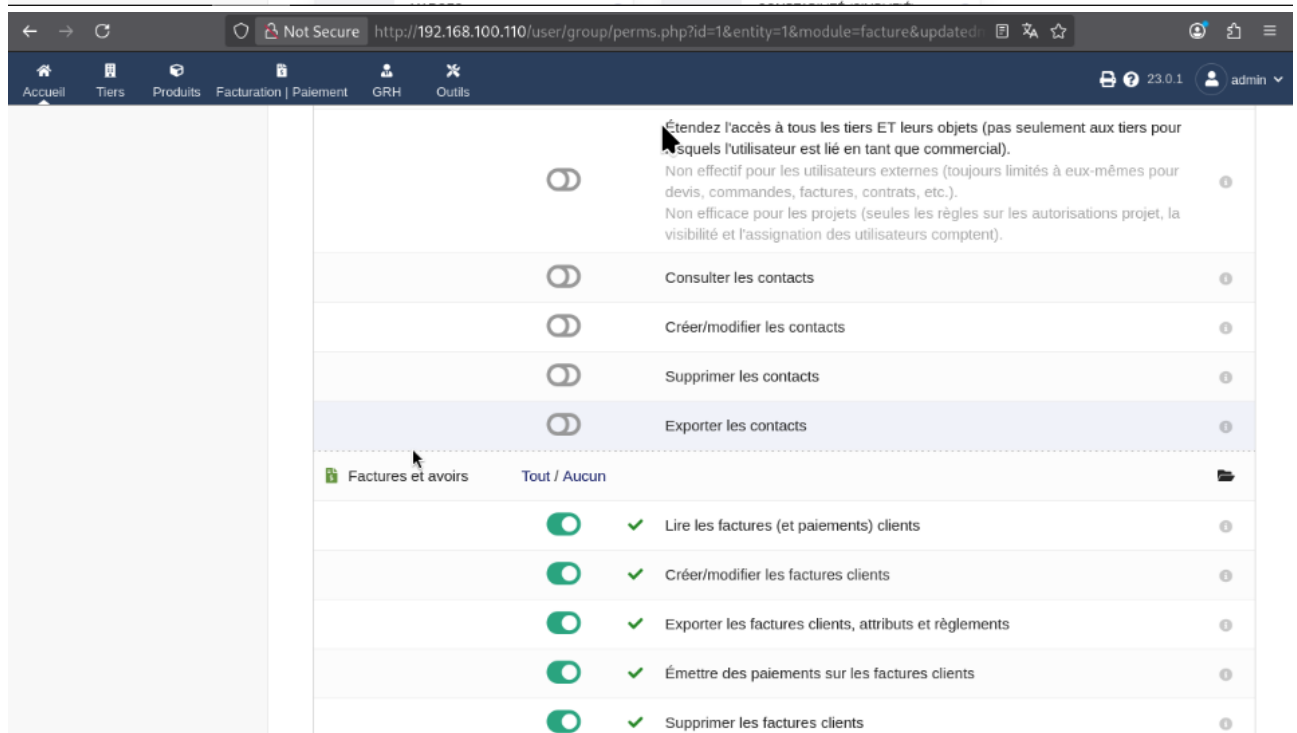 Not Secure http://192.168.100.110/user/group/perms.php?id=1&entity=1&module=facture&updatedm
Accueil Tiers Produits Facturation | Paiement GRH Outils 23.0.1 admin
Étendez l'accès à tous les tiers ET leurs objets (pas seulement aux tiers pour
lesquels l'utilisateur est lié en tant que commercial).
Non effectif pour les utilisateurs externes (toujours limités à eux-mêmes pour
devis, commandes, factures, contrats, etc.).
Non efficace pour les projets (seules les règles sur les autorisations projet, la
visibilité et l'assignation des utilisateurs comptent).
Consulter les contacts
Créer/modifier les contacts
Supprimer les contacts
Exporter les contacts
Factures et avoirs Tout / Aucun
Lire les factures (et paiements) clients
Créer/modifier les factures clients
Exporter les factures clients, attributs et règlements
Émettre des paiements sur les factures clients
Supprimer les factures clients